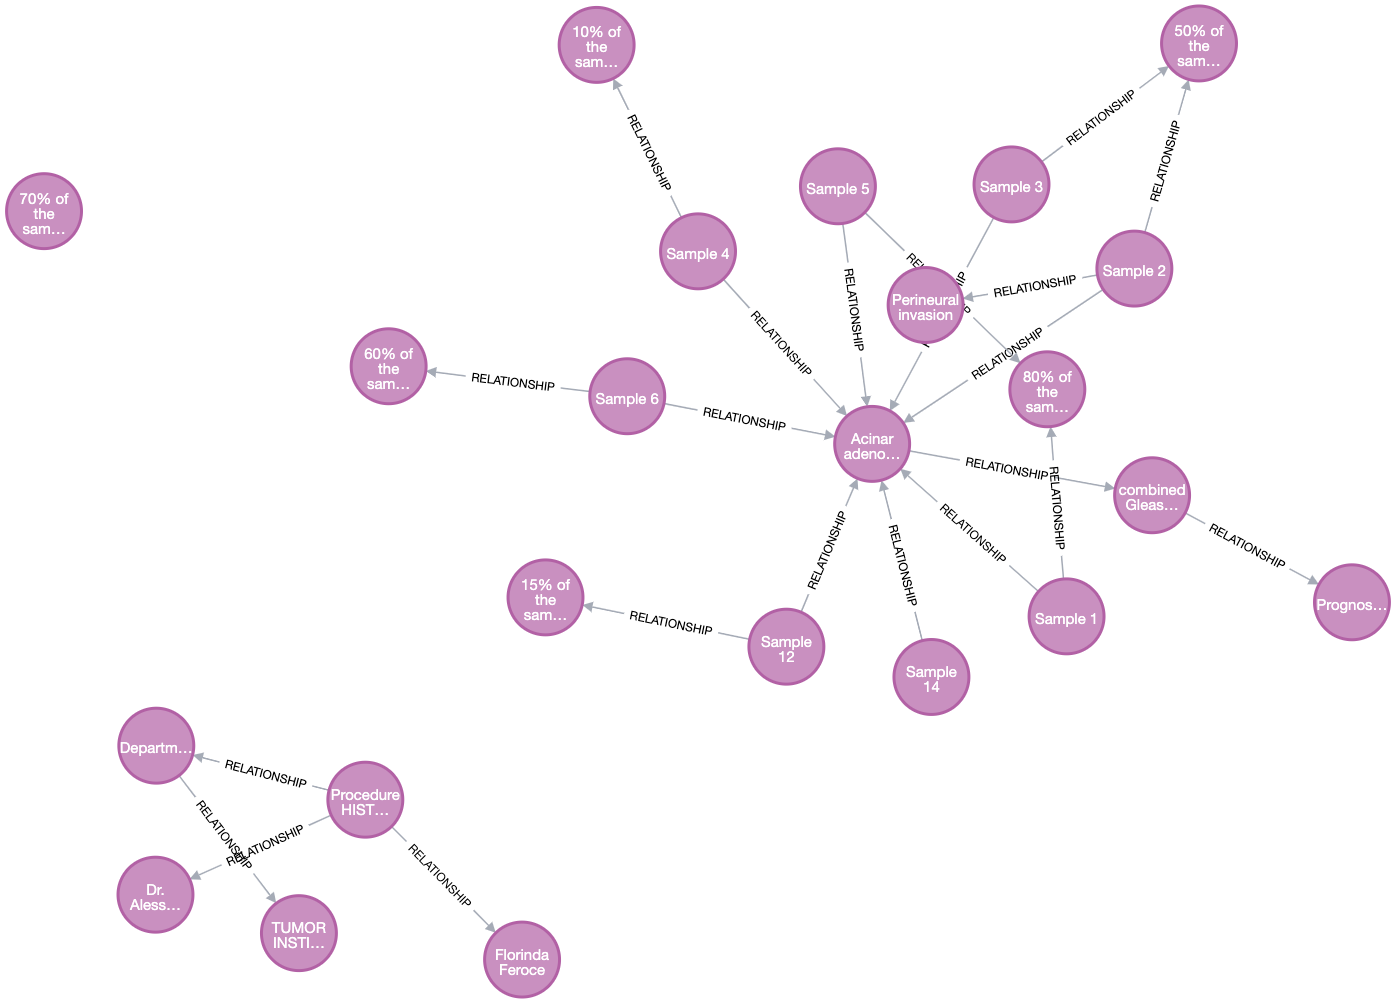 10% of
the
sam…
50% of
the
sam…
RELATIONSHIP
RELATIONSHIP
RELATIONSHIP
70% of
the
sam…
Sample 5
Sample 3
Sample 4
Sample 2
RELATIONSHIP
Perineural
invasion
RELATIONSHIP
RELATIONSHIP
RELATIONSHIP
60% of
the
sam…
RELATIONSHIP
Sample 6
80% of
the
sam…
RELATIONSHIP
Acinar
adeno…
RELATIONSHIP
combined
Gleas…
RELATIONSHIP
RELATIONSHIP
RELATIONSHIP
RELATIONSHIP
RELATIONSHIP
15% of
the
sam…
RELATIONSHIP
Sample
12
Sample
14
Sample 1
Prognos…
Departm…
RELATIONSHIP
Procedure
HIST…
RELATIONSHIP
RELATIONSHIP
RELATIONSHIP
Dr.
Aless…
TUMOR
INSTI…
Florinda
Feroce